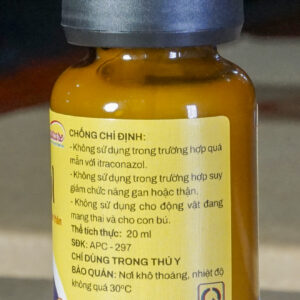 CHỐNG CHỈ ĐỊNH:
- Không sử dụng trong trường hợp quá
mẫn với itraconazol.
- Không sử dụng trong trường hợp suy
giảm chức năng gan hoặc thận.
- Không sử dụng cho động vật đang
mang thai và cho con bú.
Thể tích thực: 20 ml
SĐK: APC - 297
CHỈ DÙNG TRONG THÚ Y
BẢO QUẢN: Nơi khô thoáng, nhiệt độ
không quá 30°C